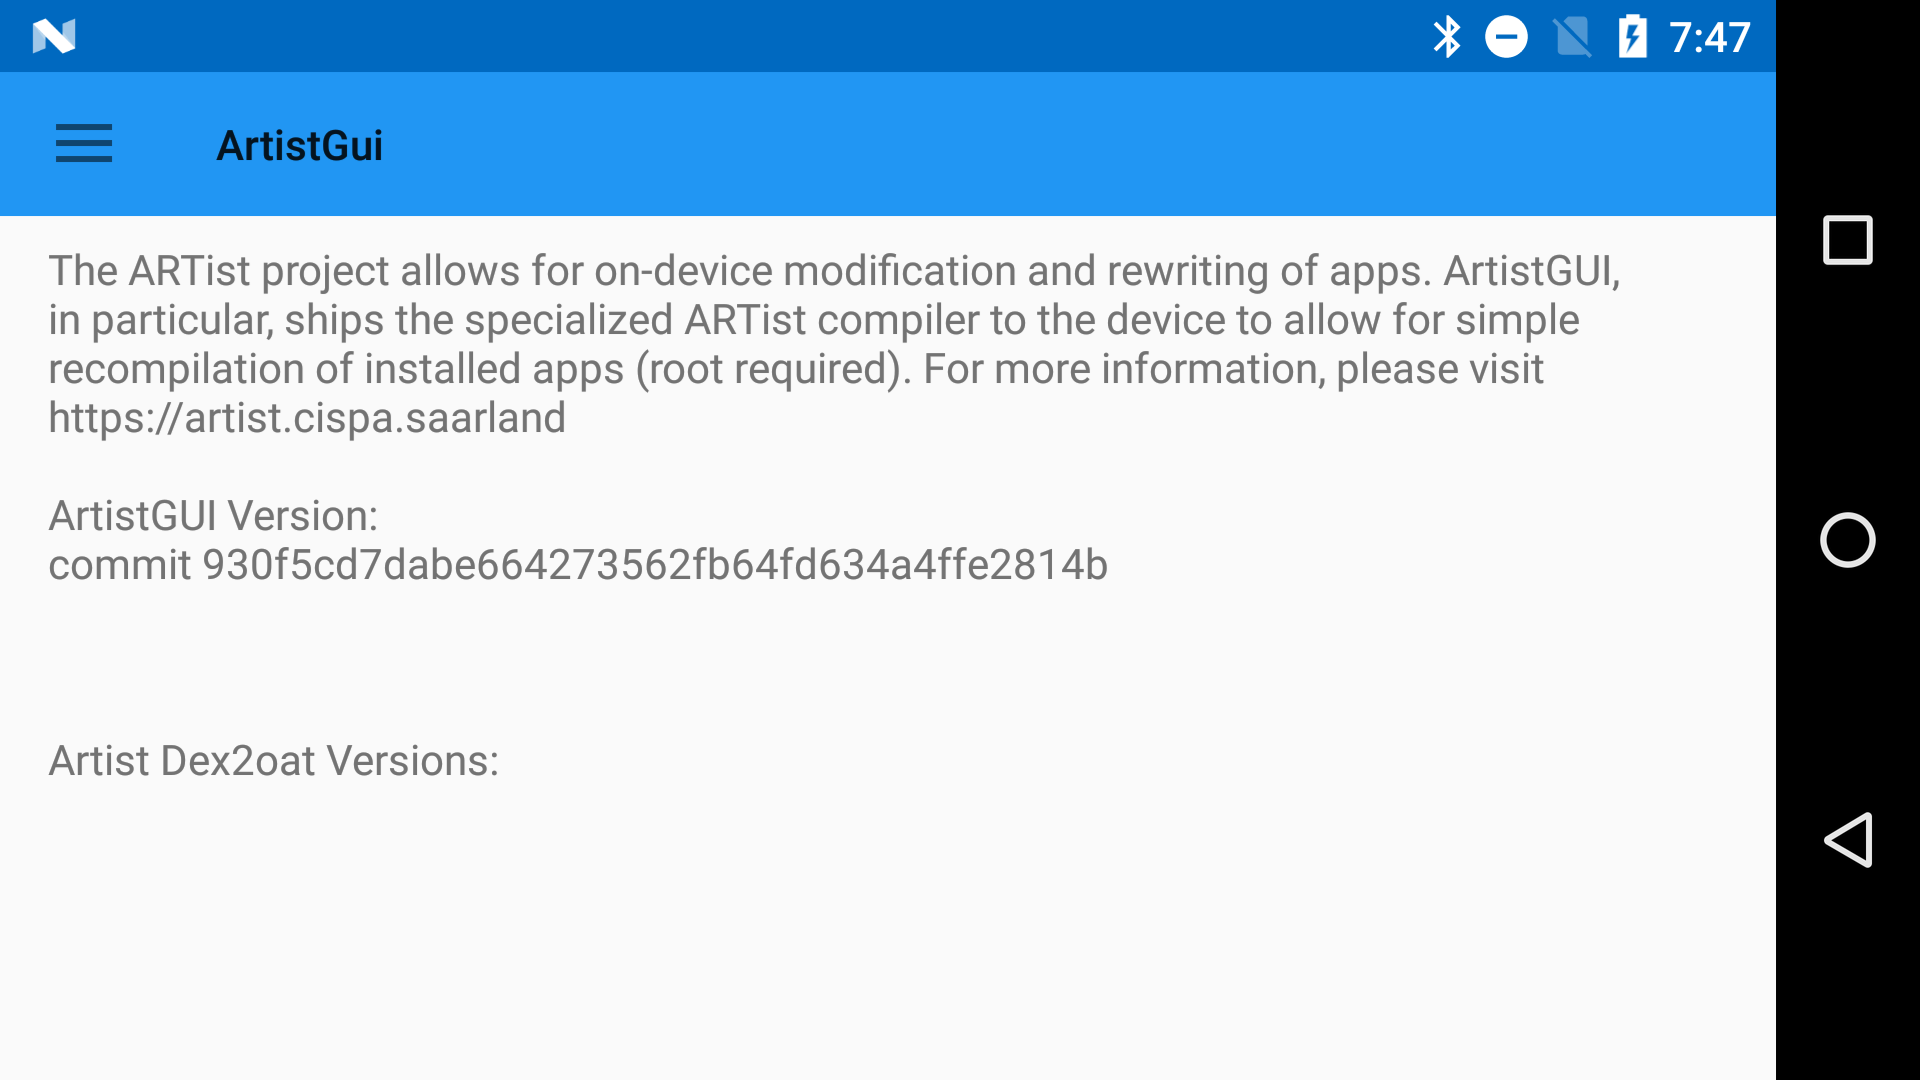 7:47
ArtistGui
The ARTist project allows for on-device modification and rewriting of apps. ArtistGUI,
in particular, ships the specialized ARTist compiler to the device to allow for simple
recompilation of installed apps (root required). For more information, please visit
https://artist.cispa.saarland
ArtistGUI Version:
commit 930f5cd7dabe664273562fb64fd634a4ffe2814b
Artist Dex2oat Versions: